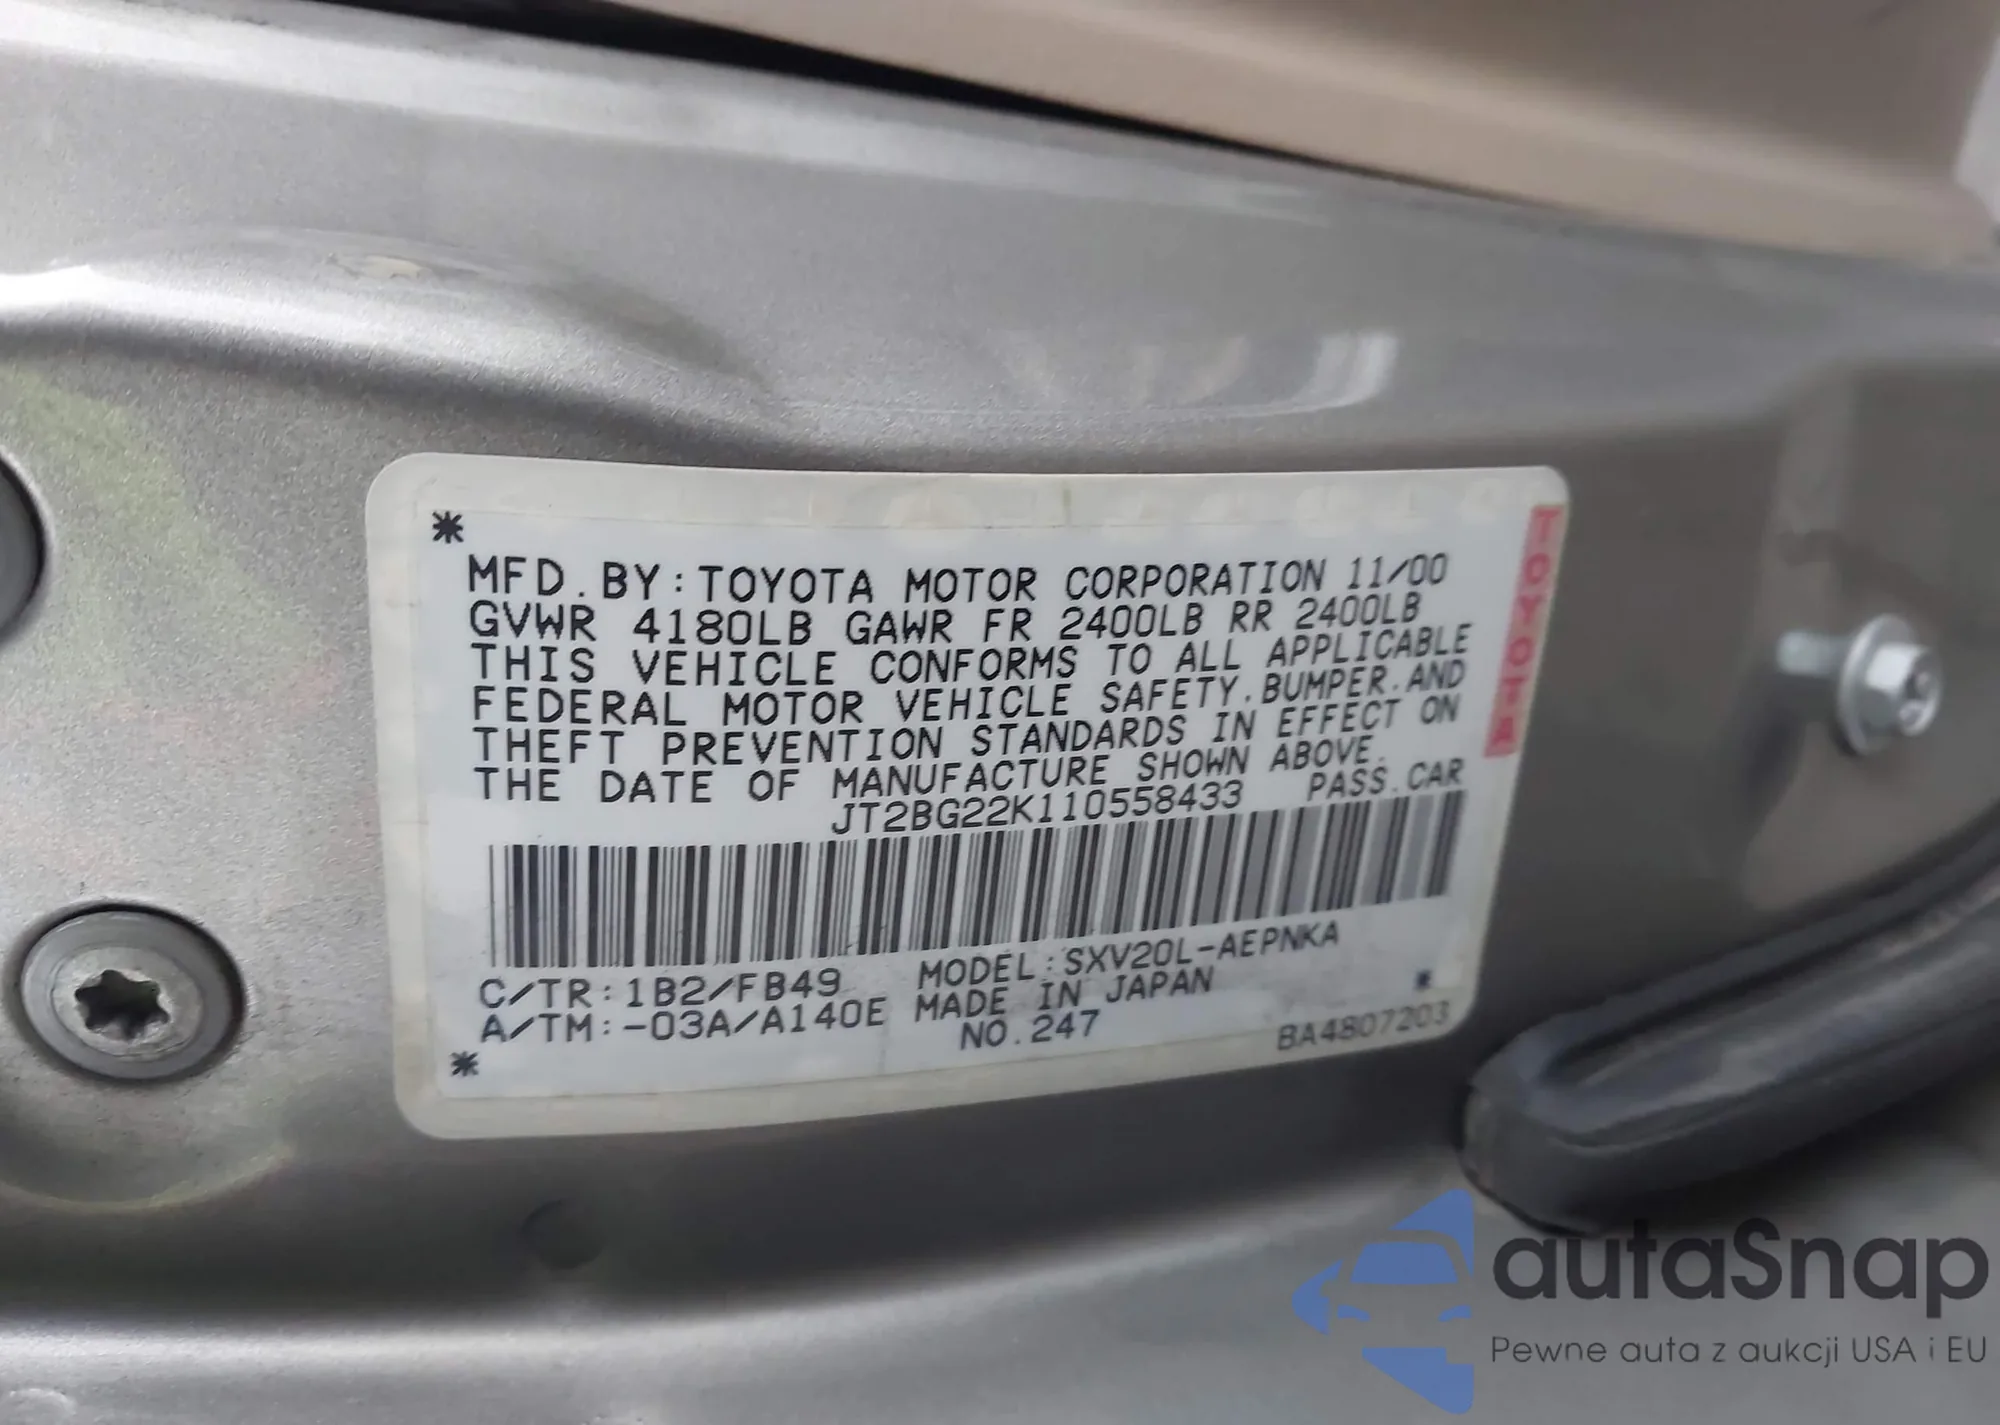 *
MFD. BY: TOYOTA MOTOR CORPORATION 11/00
GVWR 4180LB GAWR FR 2400LB RR 2400LB
THIS VEHICLE CONFORMS TO ALL APPLICABLE
FEDERAL MOTOR VEHICLE SAFETY, BUMPER, AND
THEFT PREVENTION STANDARDS IN EFFECT ON
THE DATE OF MANUFACTURE SHOWN ABOVE.
JT2BG22K110558433 PASS. CAR
C/TR: 1B2/FB49 MODEL: SXV20L-AEPNKA
A/TM: -03A/A140E MADE IN JAPAN *
* NO. 247 BA4807203
TOYOTA
autaSnap
Pewne auta z aukcji USA i EU